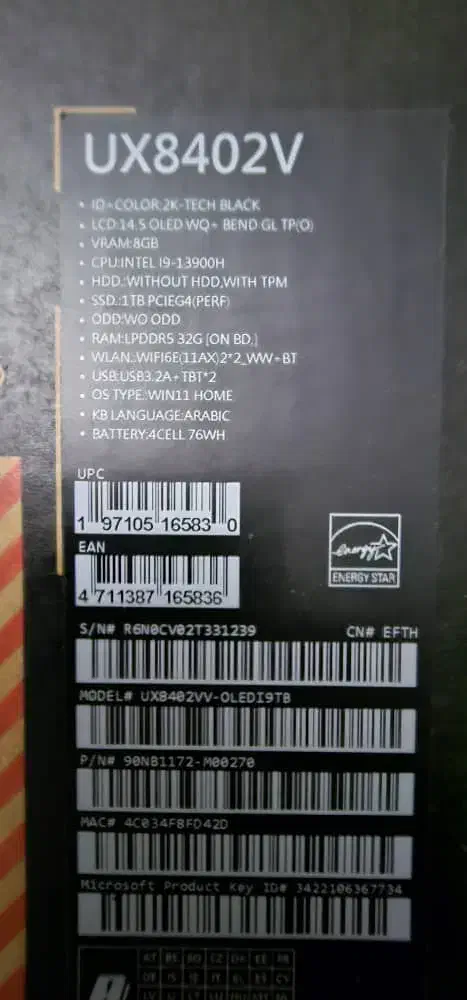 UX8402V
• ID-COLOR:2K-TECH BLACK
• LCD:14.5 OLED WQ+ BEND GL TP(O)
• VRAM:8GB
• CPU:INTEL I9-13900H
• HDD.:WITHOUT HDD,WITH TPM
• SSD.:1TB PCIEG4(PERF)
• ODD:WO ODD
• RAM:LPDDR5 32G [ON BD.]
• WLAN.:WIFI6E(11AX)2*2_WW+BT
• USB:USB3.2A+TBT*2
• OS TYPE.:WIN11 HOME
• KB LANGUAGE:ARABIC
• BATTERY:4CELL 76WH
UPC
1 97105 16583 0
EAN
4 711387 165836
energy
ENERGY STAR
S/N# R6N0CV02T331239 CN# EFTH
MODEL# UX8402VV-OLEDI9TB
P/N# 90NB1172-M00270
MAC# 4C034F8FD42D
Microsoft Product Key ID# 3422106367734